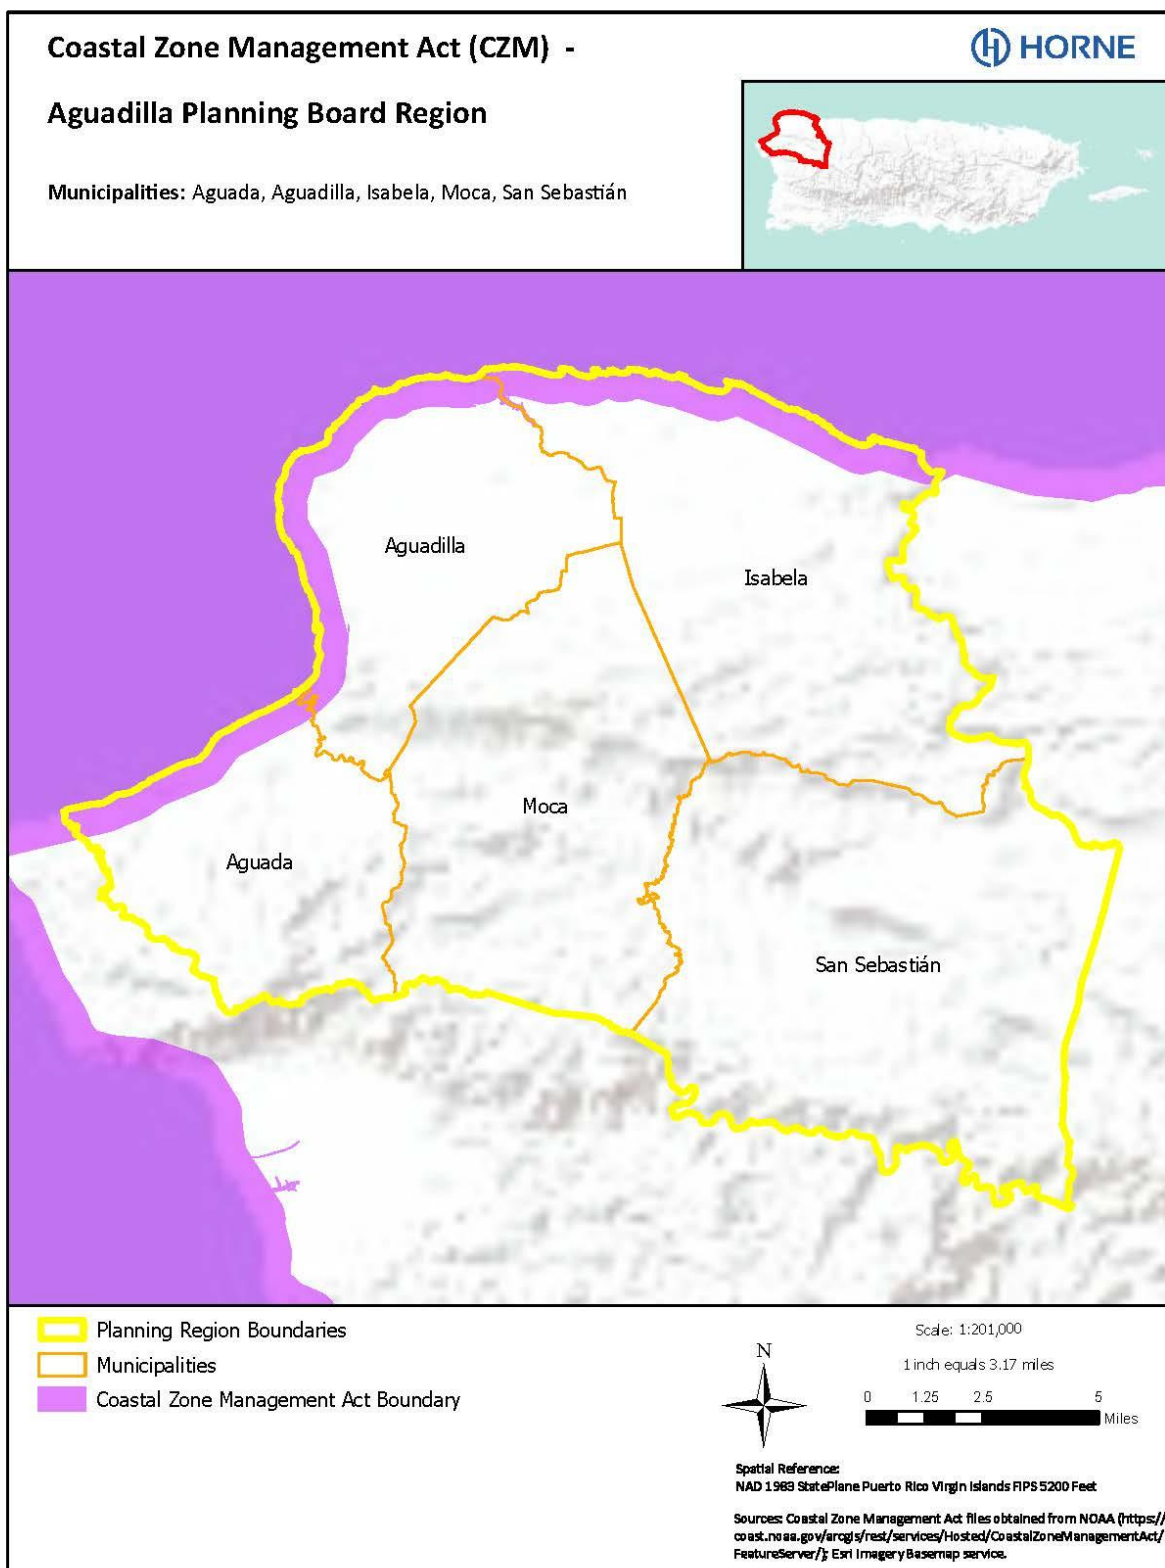 Coastal Zone Management Act (CZM) -
HORNE
Aguadilla Planning Board Region
Municipalities: Aguada, Aguadilla, Isabela, Moca, San Sebastián
Aguadilla
Isabela
Moca
Aguada
San Sebastián
Planning Region Boundaries
Municipalities
Coastal Zone Management Act Boundary
N
Scale: 1:201,000
1 inch equals 3.17 miles
0 1.25 2.5 5
Miles
Spatial Reference:
NAD 1983 StatePlane Puerto Rico Virgin Islands FIPS 5200 Feet
Sources: Coastal Zone Management Act files obtained from NOAA (https://
coast.noaa.gov/arcgis/rest/services/Hosted/CoastalZoneManagementAct/
FeatureServer/); Esri Imagery Basemap service.